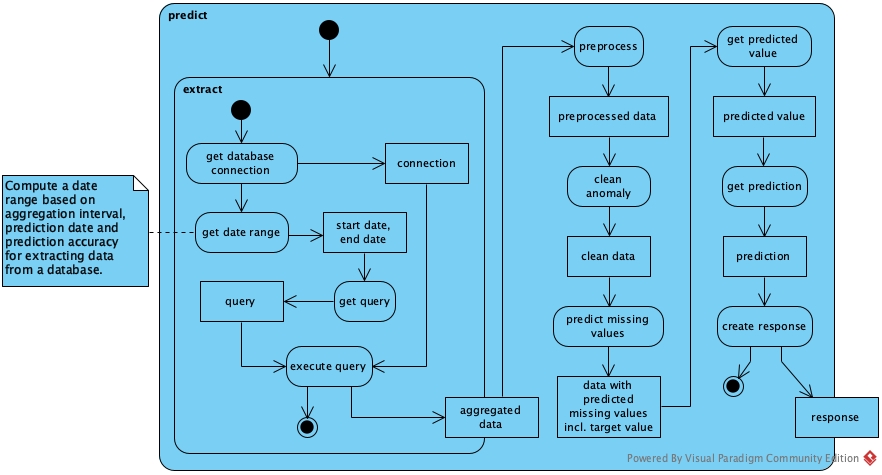 predict
extract
get database
connection
connection
Compute a date
range based on
aggregation interval,
prediction date and
prediction accuracy
for extracting data
from a database.
get date range
start date,
end date
query
get query
execute query
aggregated
data
preprocess
preprocessed data
clean
anomaly
clean data
predict missing
values
data with
predicted
missing values
incl. target value
get predicted
value
predicted value
get prediction
prediction
create response
response
Powered By Visual Paradigm Community Edition